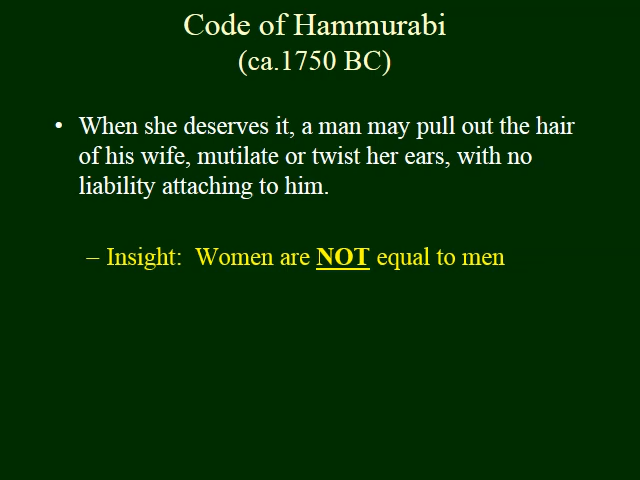 Code of Hammurabi
(ca.1750 BC)
• When she deserves it, a man may pull out the hair
of his wife, mutilate or twist her ears, with no
liability attaching to him.
– Insight:  Women are NOT equal to men